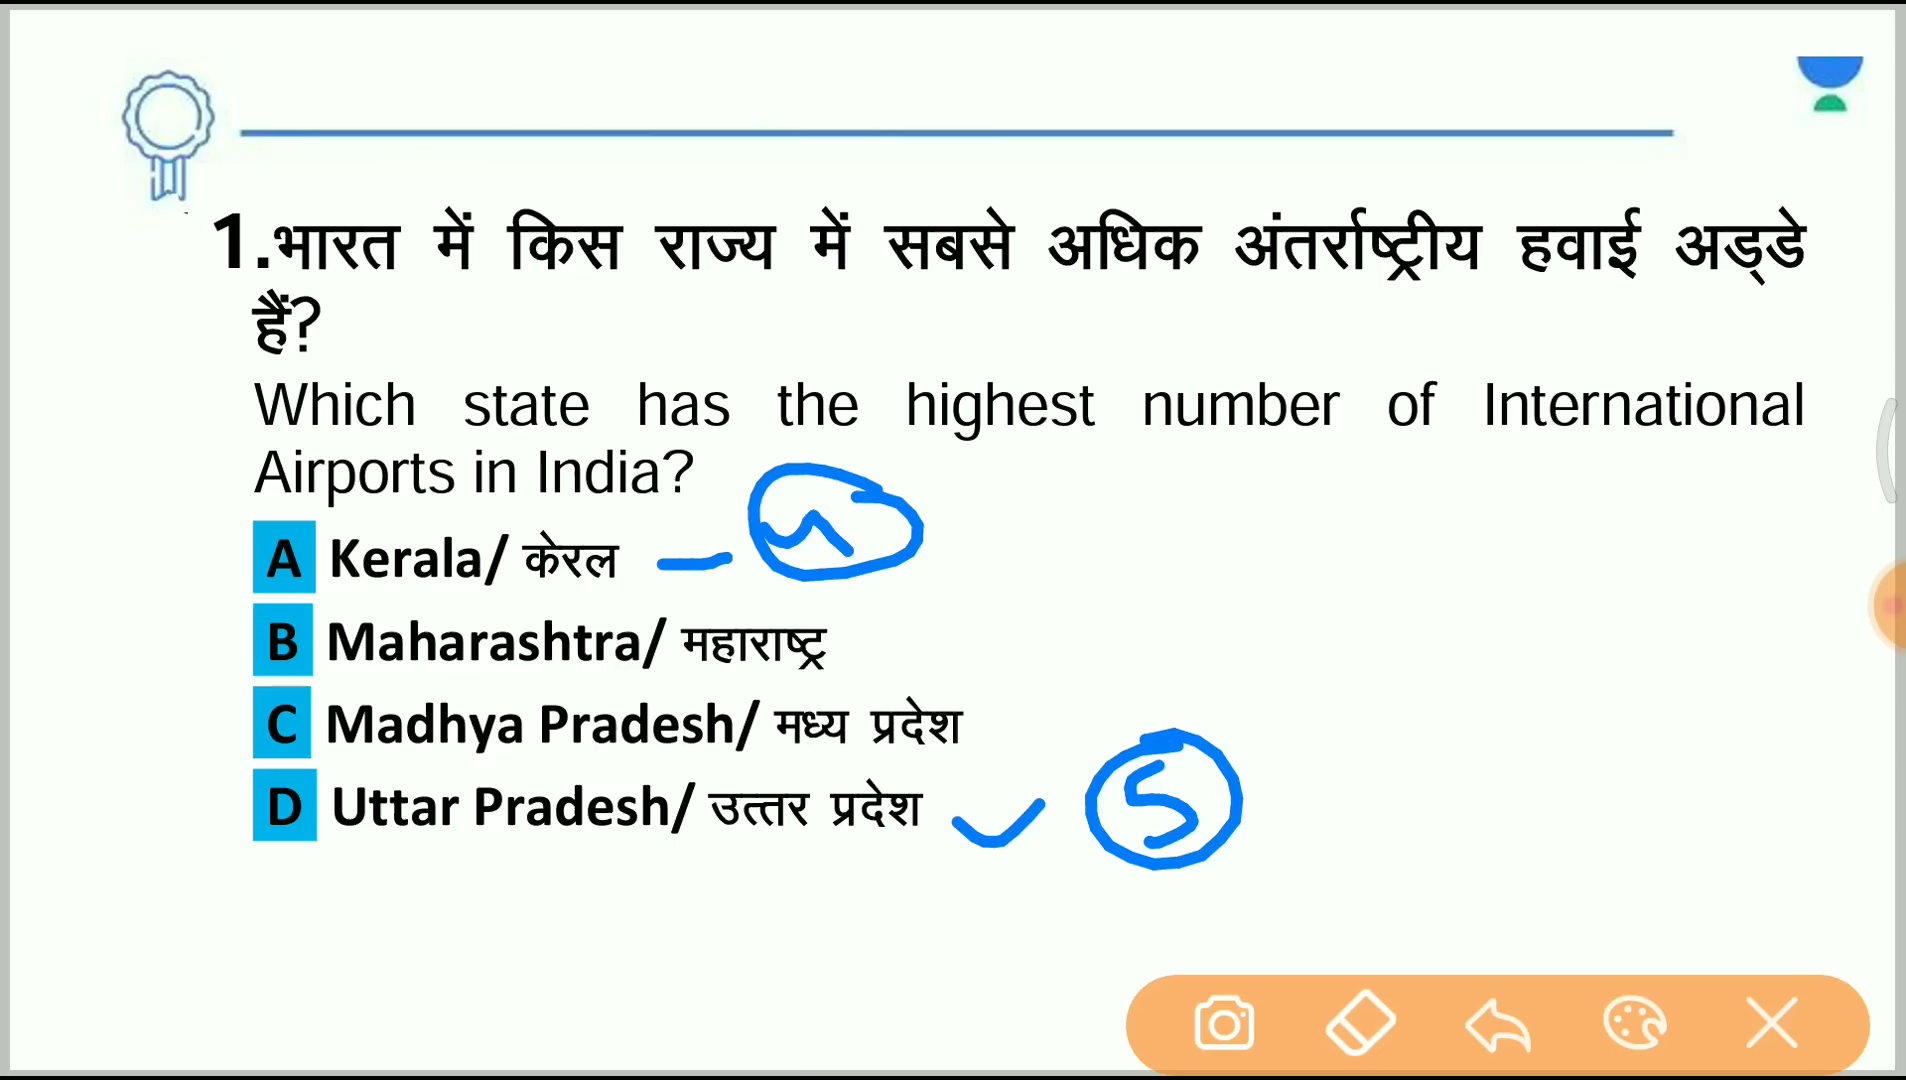 1.भारत में किस राज्य में सबसे अधिक अंतर्राष्ट्रीय हवाई अड्डे
हैं?
Which state has the highest number of International
Airports in India?
A Kerala/ केरल
B Maharashtra/ महाराष्ट्र
C Madhya Pradesh/ मध्य प्रदेश
D Uttar Pradesh/ उत्तर प्रदेश 5